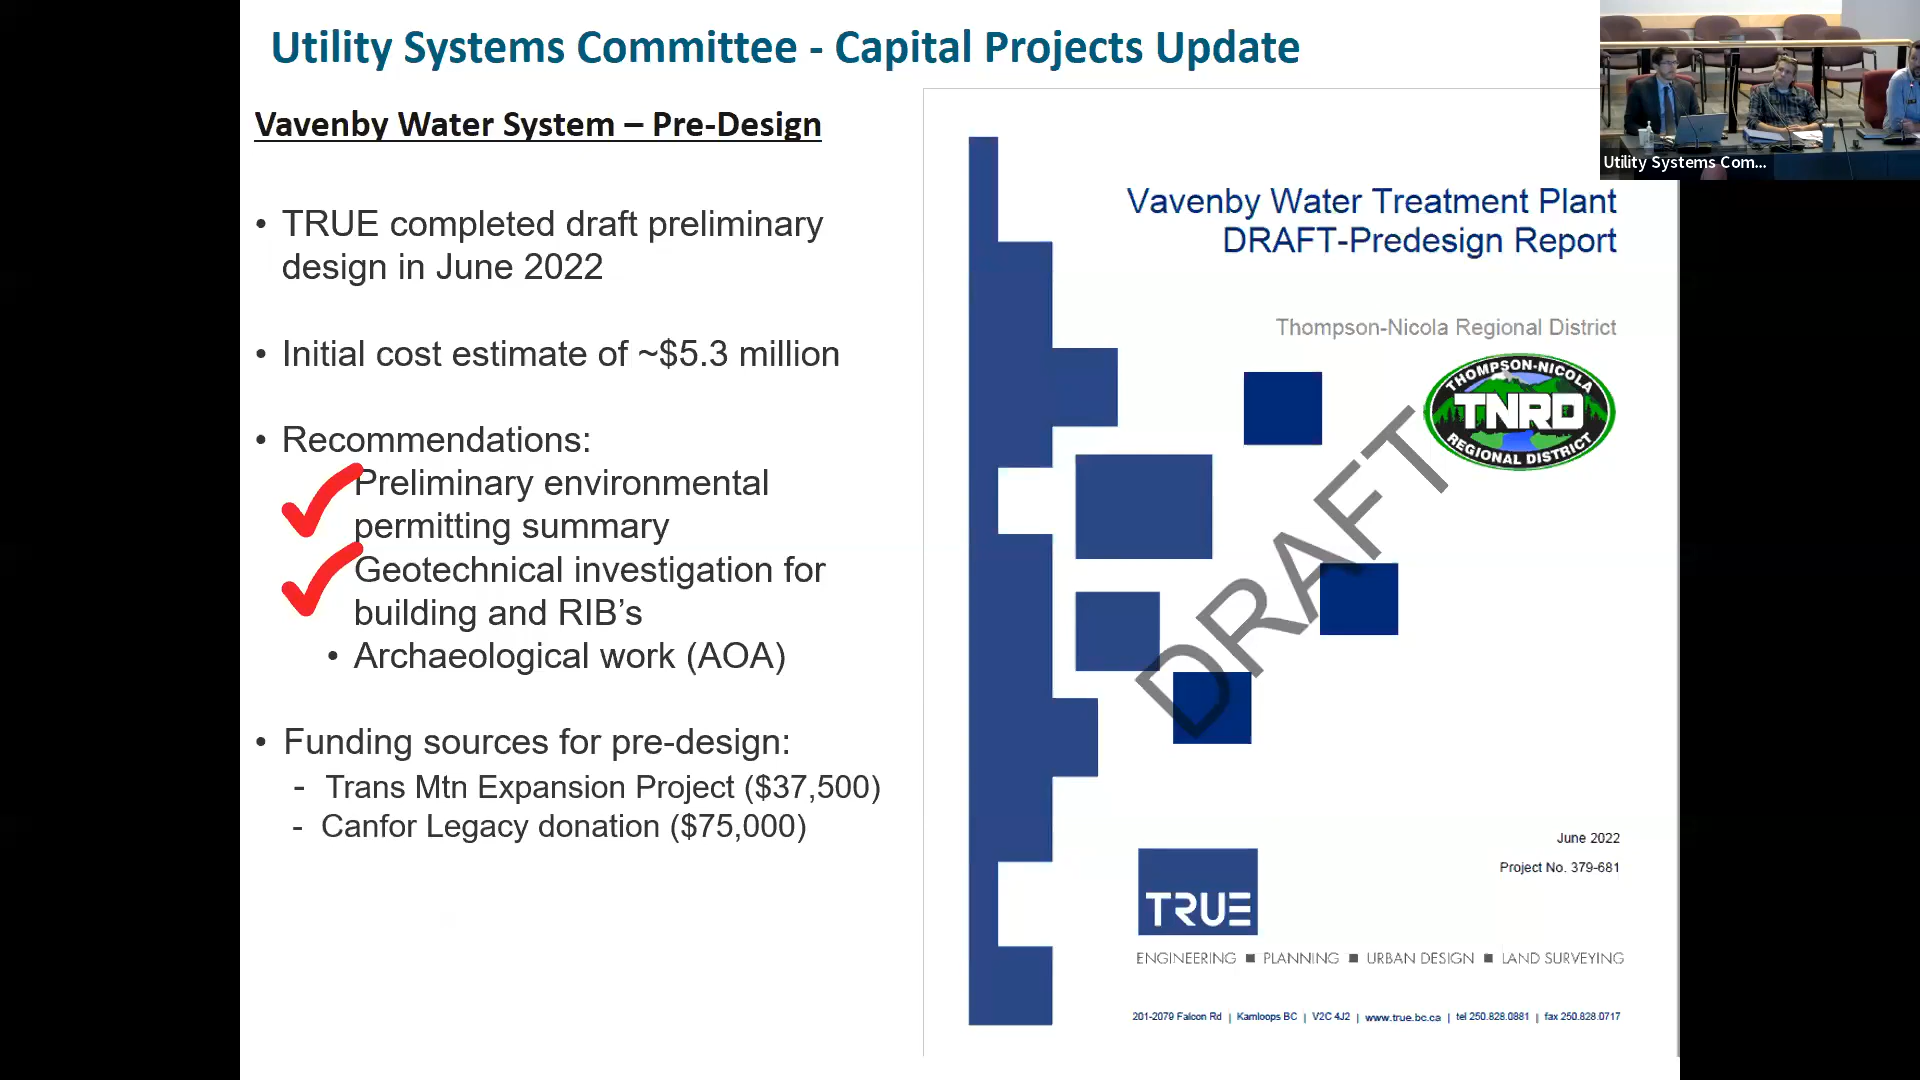 Utility Systems Committee - Capital Projects Update
Vavenby Water System – Pre-Design
• TRUE completed draft preliminary
design in June 2022
• Initial cost estimate of ~$5.3 million
• Recommendations:
Preliminary environmental
permitting summary
Geotechnical investigation for
building and RIB’s
• Archaeological work (AOA)
• Funding sources for pre-design:
- Trans Mtn Expansion Project ($37,500)
- Canfor Legacy donation ($75,000)
Utility Systems Com...
Vavenby Water Treatment Plant
DRAFT-Predesign Report
Thompson-Nicola Regional District
THOMPSON-NICOLA
TNRD
REGIONAL DISTRICT
DRAFT
June 2022
Project No. 379-681
TRUE
ENGINEERING ■ PLANNING ■ URBAN DESIGN ■ LAND SURVEYING
201-2079 Falcon Rd | Kamloops BC | V2C 4J2 | www.true.bc.ca | tel 250.828.0881 | fax 250.828.0717